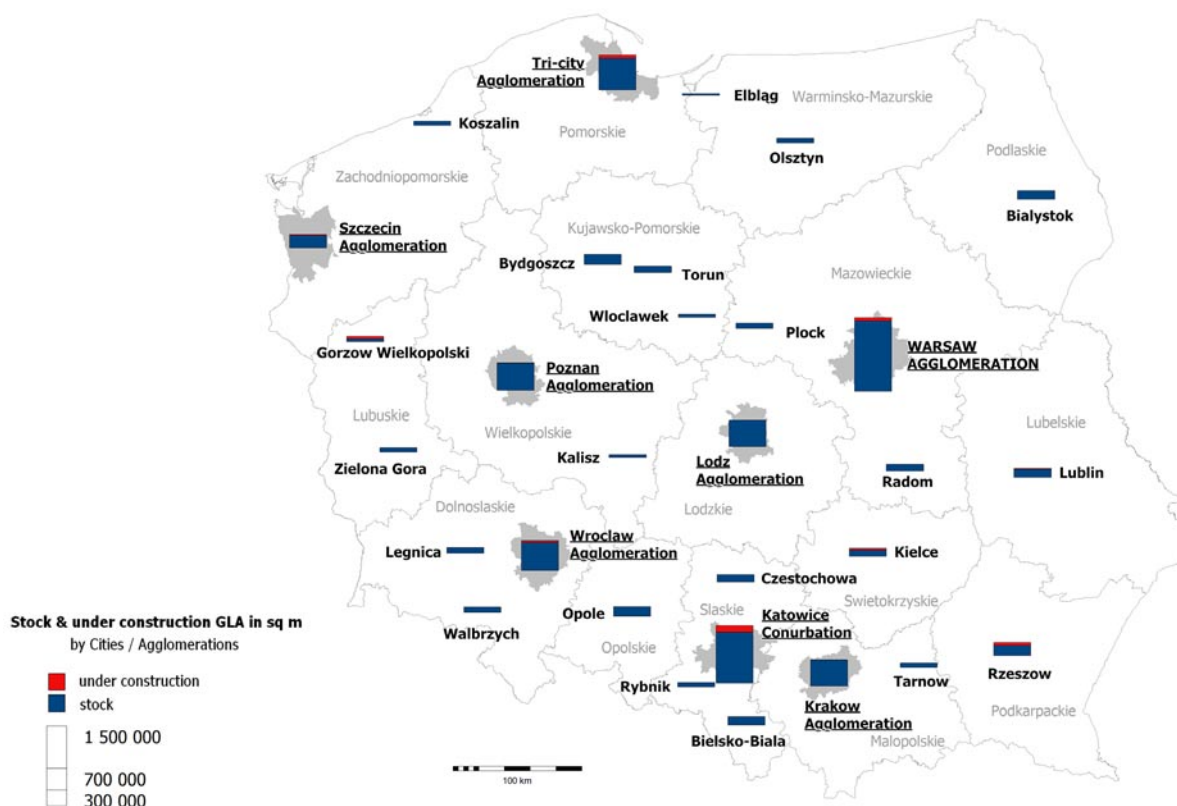 Tri-city
Agglomeration
Elbląg
Warminsko-Mazurskie
Koszalin
Pomorskie
Olsztyn
Podlaskie
Zachodniopomorskie
Bialystok
Szczecin
Agglomeration
Kujawsko-Pomorskie
Bydgoszcz
Torun
Mazowieckie
Wloclawek
Plock
Gorzow Wielkopolski
WARSAW
AGGLOMERATION
Poznan
Agglomeration
Lubuskie
Wielkopolskie
Lubelskie
Zielona Gora
Kalisz
Lodz
Agglomeration
Radom
Lublin
Dolnoslaskie
Lodzkie
Legnica
Wroclaw
Agglomeration
Kielce
Czestochowa
Swietokrzyskie
Walbrzych
Opole
Slaskie
Katowice
Conurbation
Opolskie
Rzeszow
Rybnik
Tarnow
Krakow
Agglomeration
Podkarpackie
Bielsko-Biala
Malopolskie
Stock & under construction GLA in sq m
by Cities / Agglomerations
under construction
stock
1 500 000
700 000
300 000
100 km